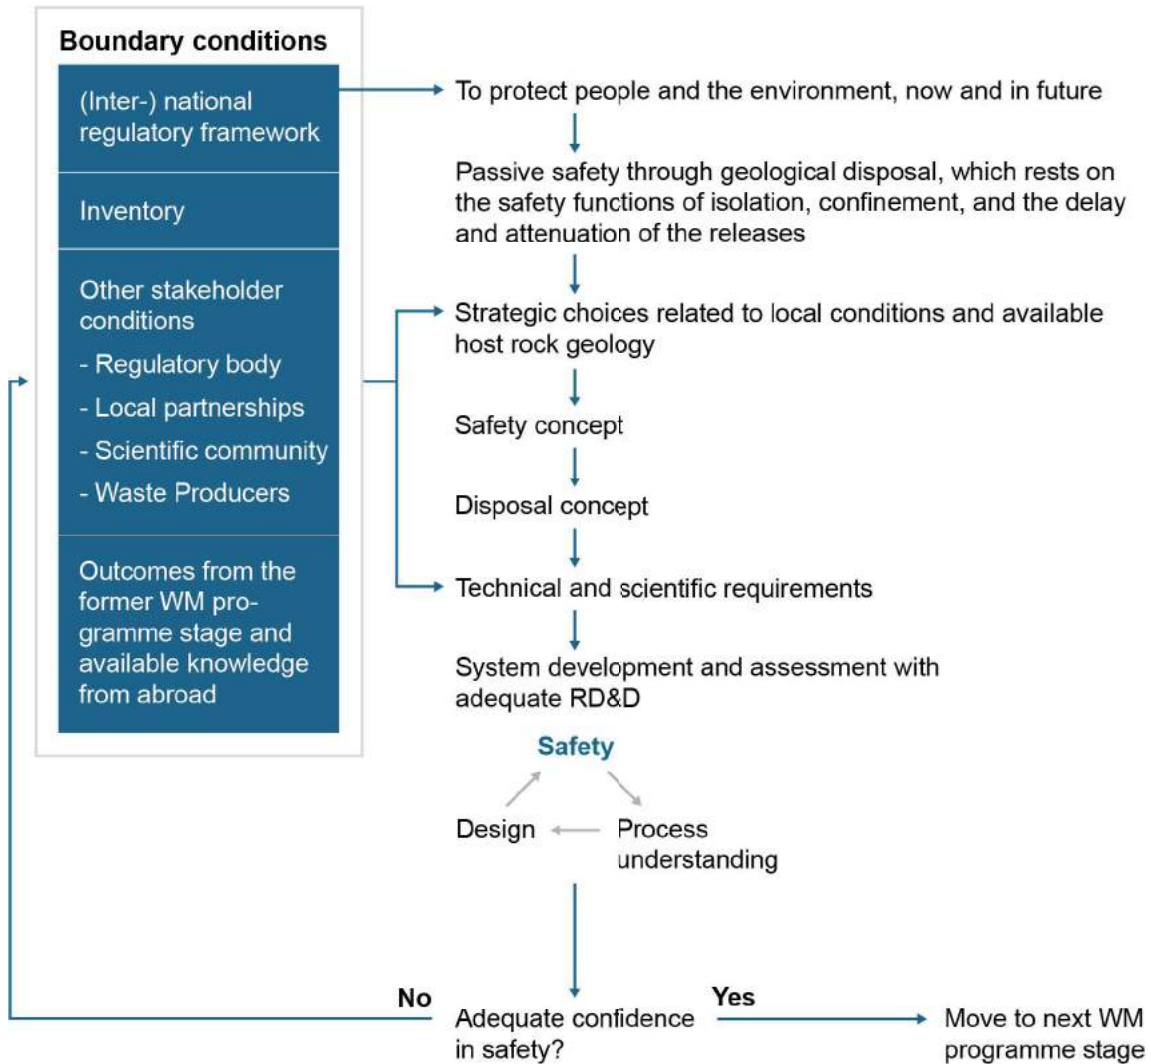 Boundary conditions
(Inter-) national
regulatory framework
Inventory
Other stakeholder
conditions
- Regulatory body
- Local partnerships
- Scientific community
- Waste Producers
Outcomes from the
former WM pro-
gramme stage and
available knowledge
from abroad
To protect people and the environment, now and in future
Passive safety through geological disposal, which rests on
the safety functions of isolation, confinement, and the delay
and attenuation of the releases
Strategic choices related to local conditions and available
host rock geology
Safety concept
Disposal concept
Technical and scientific requirements
System development and assessment with
adequate RD&D
Safety
Design
Process
understanding
No
Adequate confidence
in safety?
Yes
Move to next WM
programme stage